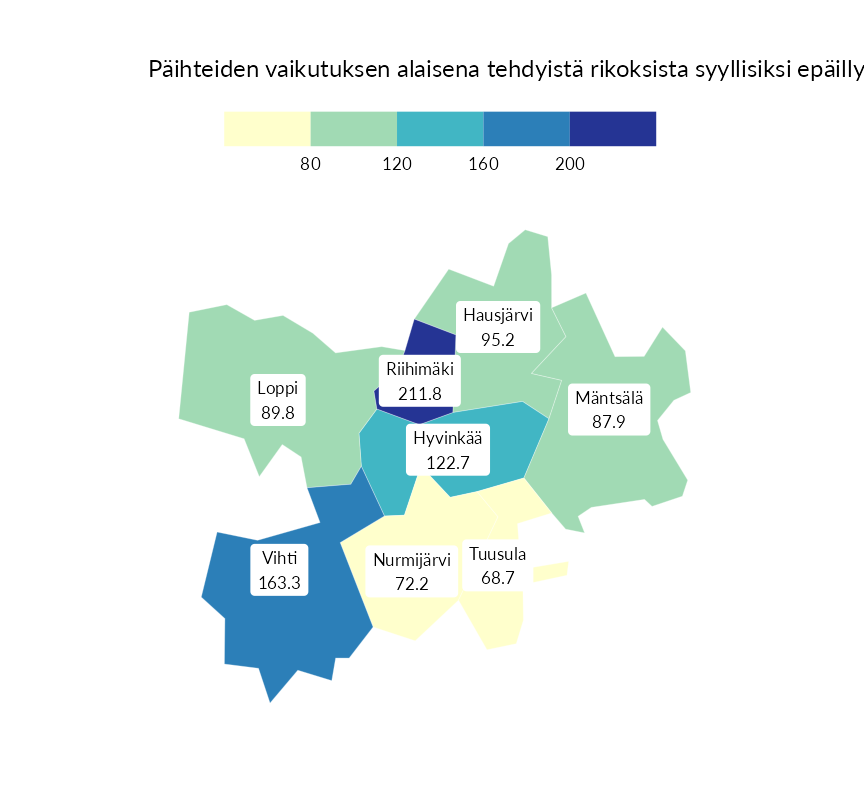 Päihteiden vaikutuksen alaisena tehdyistä rikoksista syyllisiksi epäilly
80 120 160 200
Hausjärvi
95.2
Riihimäki
211.8
Loppi
89.8
Mäntsälä
87.9
Hyvinkää
122.7
Vihti
163.3
Nurmijärvi
72.2
Tuusula
68.7